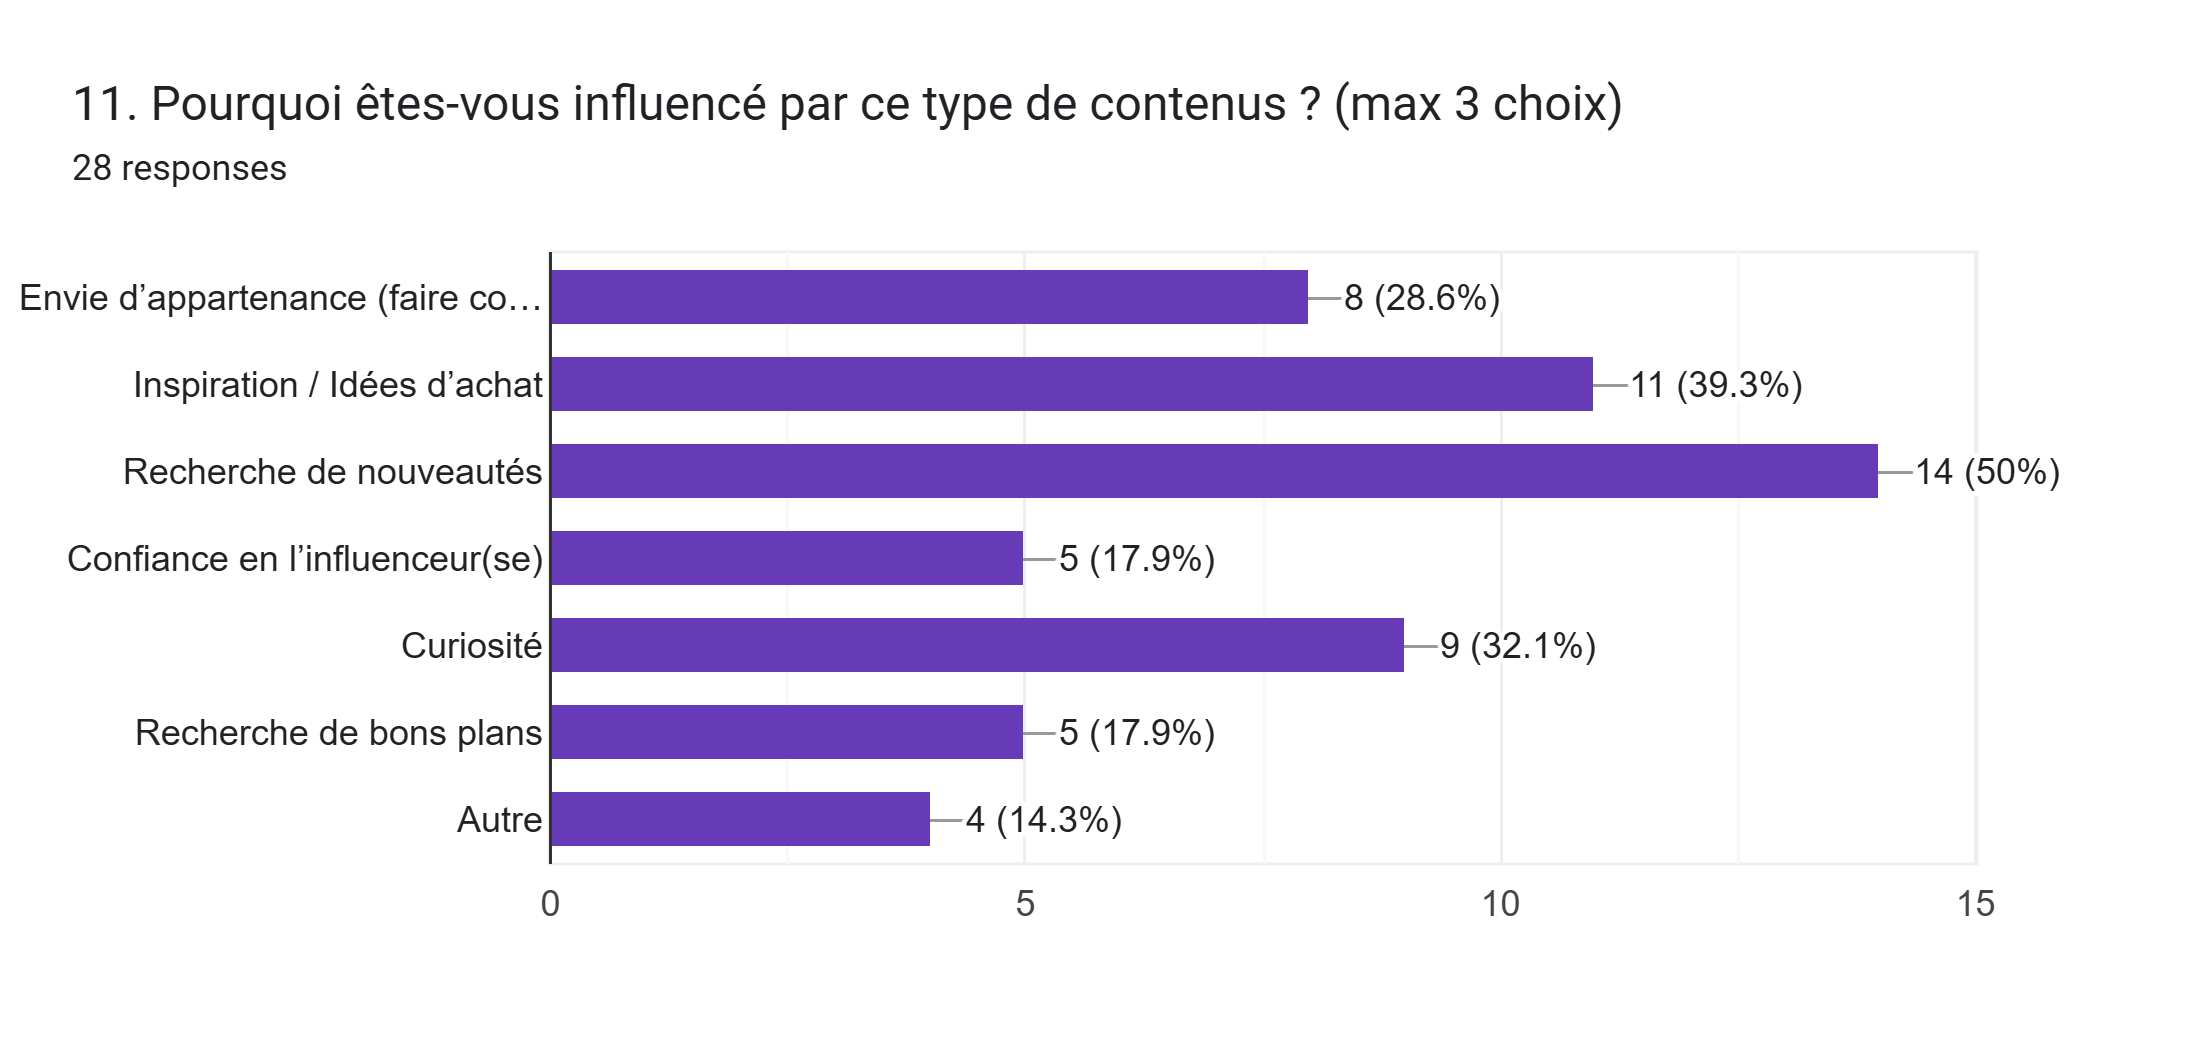 11. Pourquoi êtes-vous influencé par ce type de contenus ? (max 3 choix)
28 responses
Envie d’appartenance (faire co… 8 (28.6%)
Inspiration / Idées d’achat 11 (39.3%)
Recherche de nouveautés 14 (50%)
Confiance en l’influenceur(se) 5 (17.9%)
Curiosité 9 (32.1%)
Recherche de bons plans 5 (17.9%)
Autre 4 (14.3%)
0 5 10 15